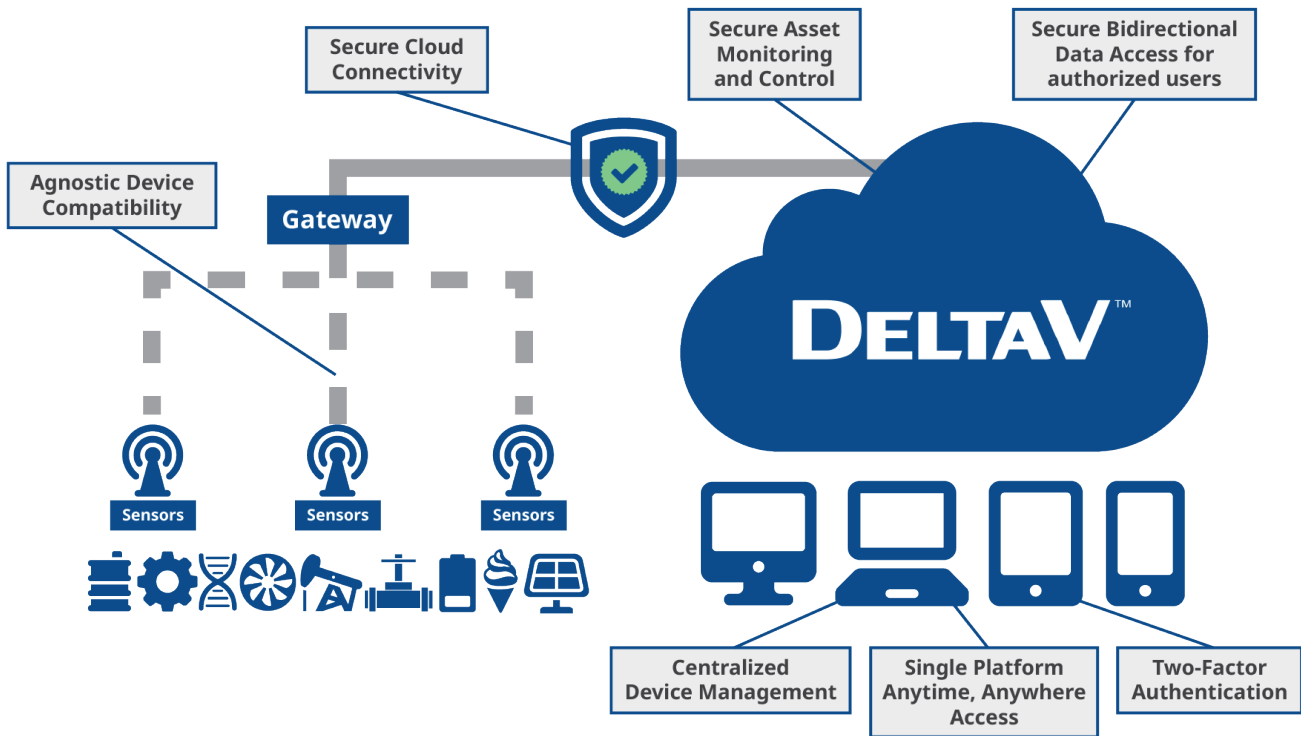 Secure Cloud
Connectivity
Secure Asset
Monitoring
and Control
Secure Bidirectional
Data Access for
authorized users
Agnostic Device
Compatibility
Gateway
DELTAV™
Sensors
Sensors
Sensors
Centralized
Device Management
Single Platform
Anytime, Anywhere
Access
Two-Factor
Authentication